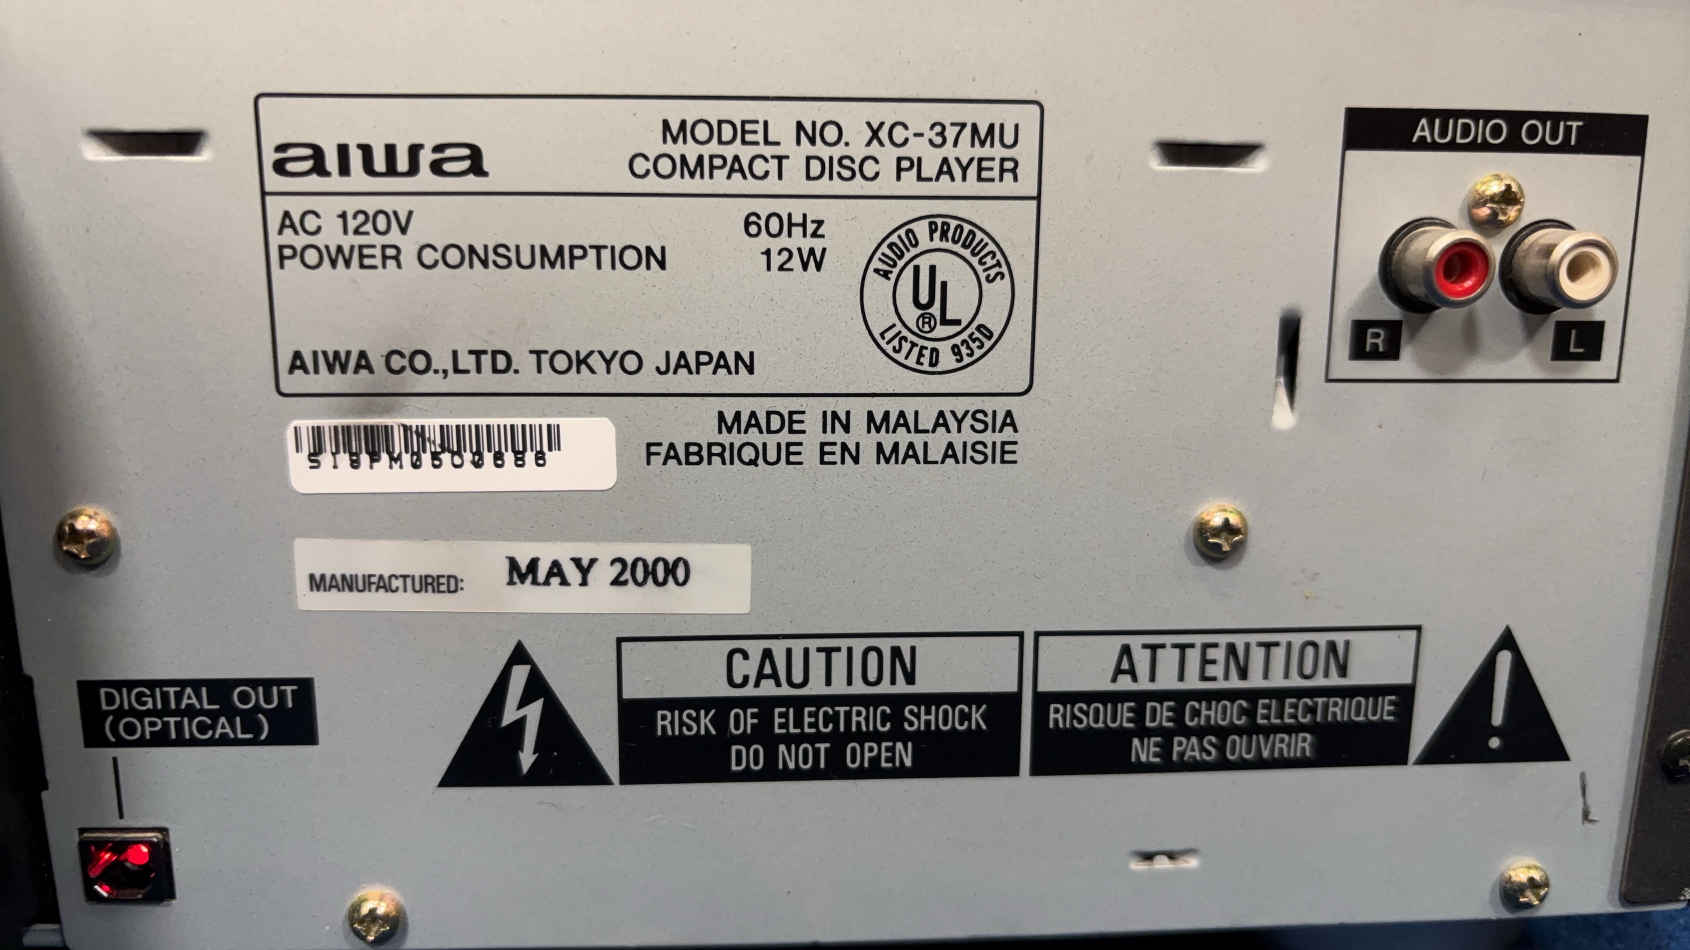 aiwa
MODEL NO. XC-37MU
COMPACT DISC PLAYER
AC 120V 60Hz
POWER CONSUMPTION 12W
AUDIO PRODUCTS
UL
®
LISTED 935D
AIWA CO.,LTD. TOKYO JAPAN
AUDIO OUT
R L
MADE IN MALAYSIA
FABRIQUE EN MALAISIE
MANUFACTURED: MAY 2000
DIGITAL OUT
(OPTICAL)
CAUTION
RISK OF ELECTRIC SHOCK
DO NOT OPEN
ATTENTION
RISQUE DE CHOC ELECTRIQUE
NE PAS OUVRIR